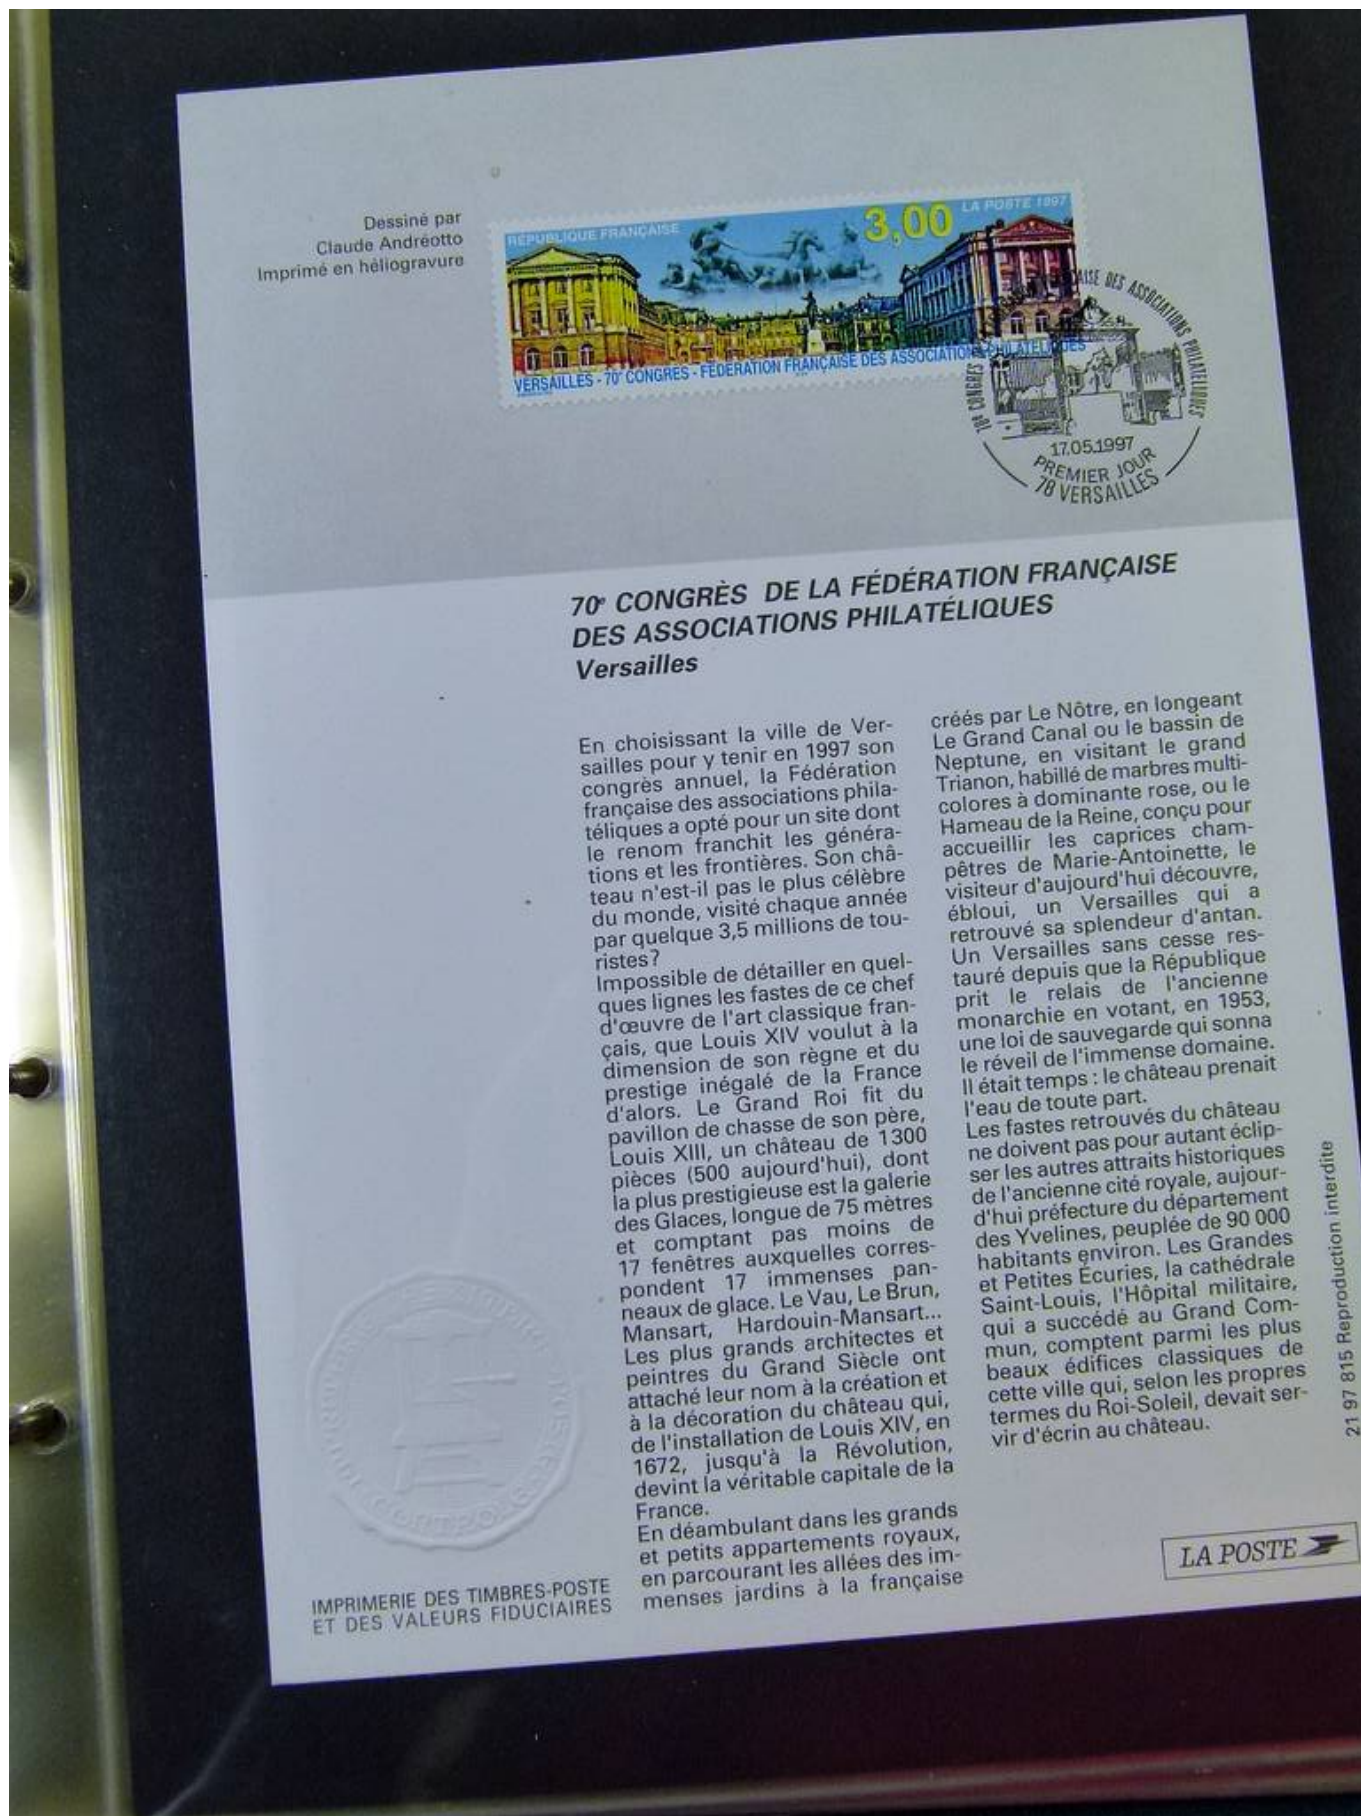 Dessiné par
Claude Andréotto
Imprimé en héliogravure
RÉPUBLIQUE FRANÇAISE
3,00
LA POSTE 1997
VERSAILLES - 70e CONGRES - FÉDÉRATION FRANÇAISE DES ASSOCIATIONS PHILATELIQUES
CONGRES
DES ASSOCIATIONS PHILATELIQUES
17.05.1997
PREMIER JOUR
78 VERSAILLES
70e CONGRÈS DE LA FÉDÉRATION FRANÇAISE
DES ASSOCIATIONS PHILATÉLIQUES
Versailles
En choisissant la ville de Ver-
sailles pour y tenir en 1997 son
congrès annuel, la Fédération
française des associations phila-
téliques a opté pour un site dont
le renom franchit les généra-
tions et les frontières. Son châ-
teau n'est-il pas le plus célèbre
du monde, visité chaque année
par quelque 3,5 millions de tou-
ristes?
Impossible de détailler en quel-
ques lignes les fastes de ce chef
d'œuvre de l'art classique fran-
çais, que Louis XIV voulut à la
dimension de son règne et du
prestige inégalé de la France
d'alors. Le Grand Roi fit du
pavillon de chasse de son père,
Louis XIII, un château de 1300
pièces (500 aujourd'hui), dont
la plus prestigieuse est la galerie
des Glaces, longue de 75 mètres
et comptant pas moins de
17 fenêtres auxquelles corres-
pondent 17 immenses pan-
neaux de glace. Le Vau, Le Brun,
Mansart, Hardouin-Mansart...
Les plus grands architectes et
peintres du Grand Siècle ont
attaché leur nom à la création et
à la décoration du château qui,
de l'installation de Louis XIV, en
1672, jusqu'à la Révolution,
devint la véritable capitale de la
France.
En déambulant dans les grands
et petits appartements royaux,
en parcourant les allées des im-
menses jardins à la française
créés par Le Nôtre, en longeant
Le Grand Canal ou le bassin de
Neptune, en visitant le grand
Trianon, habillé de marbres multi-
colores à dominante rose, ou le
Hameau de la Reine, conçu pour
accueillir les caprices cham-
pêtres de Marie-Antoinette, le
visiteur d'aujourd'hui découvre,
ébloui, un Versailles qui a
retrouvé sa splendeur d'antan.
Un Versailles sans cesse res-
tauré depuis que la République
prit le relais de l'ancienne
monarchie en votant, en 1953,
une loi de sauvegarde qui sonna
le réveil de l'immense domaine.
Il était temps : le château prenait
l'eau de toute part.
Les fastes retrouvés du château
ne doivent pas pour autant éclip-
ser les autres attraits historiques
de l'ancienne cité royale, aujour-
d'hui préfecture du département
des Yvelines, peuplée de 90 000
habitants environ. Les Grandes
et Petites Écuries, la cathédrale
Saint-Louis, l'Hôpital militaire,
qui a succédé au Grand Com-
mun, comptent parmi les plus
beaux édifices classiques de
cette ville qui, selon les propres
termes du Roi-Soleil, devait ser-
vir d'écrin au château.
21 97 815 Reproduction interdite
IMPRIMERIE DES TIMBRES-POSTE
ET DES VALEURS FIDUCIAIRES
LA POSTE